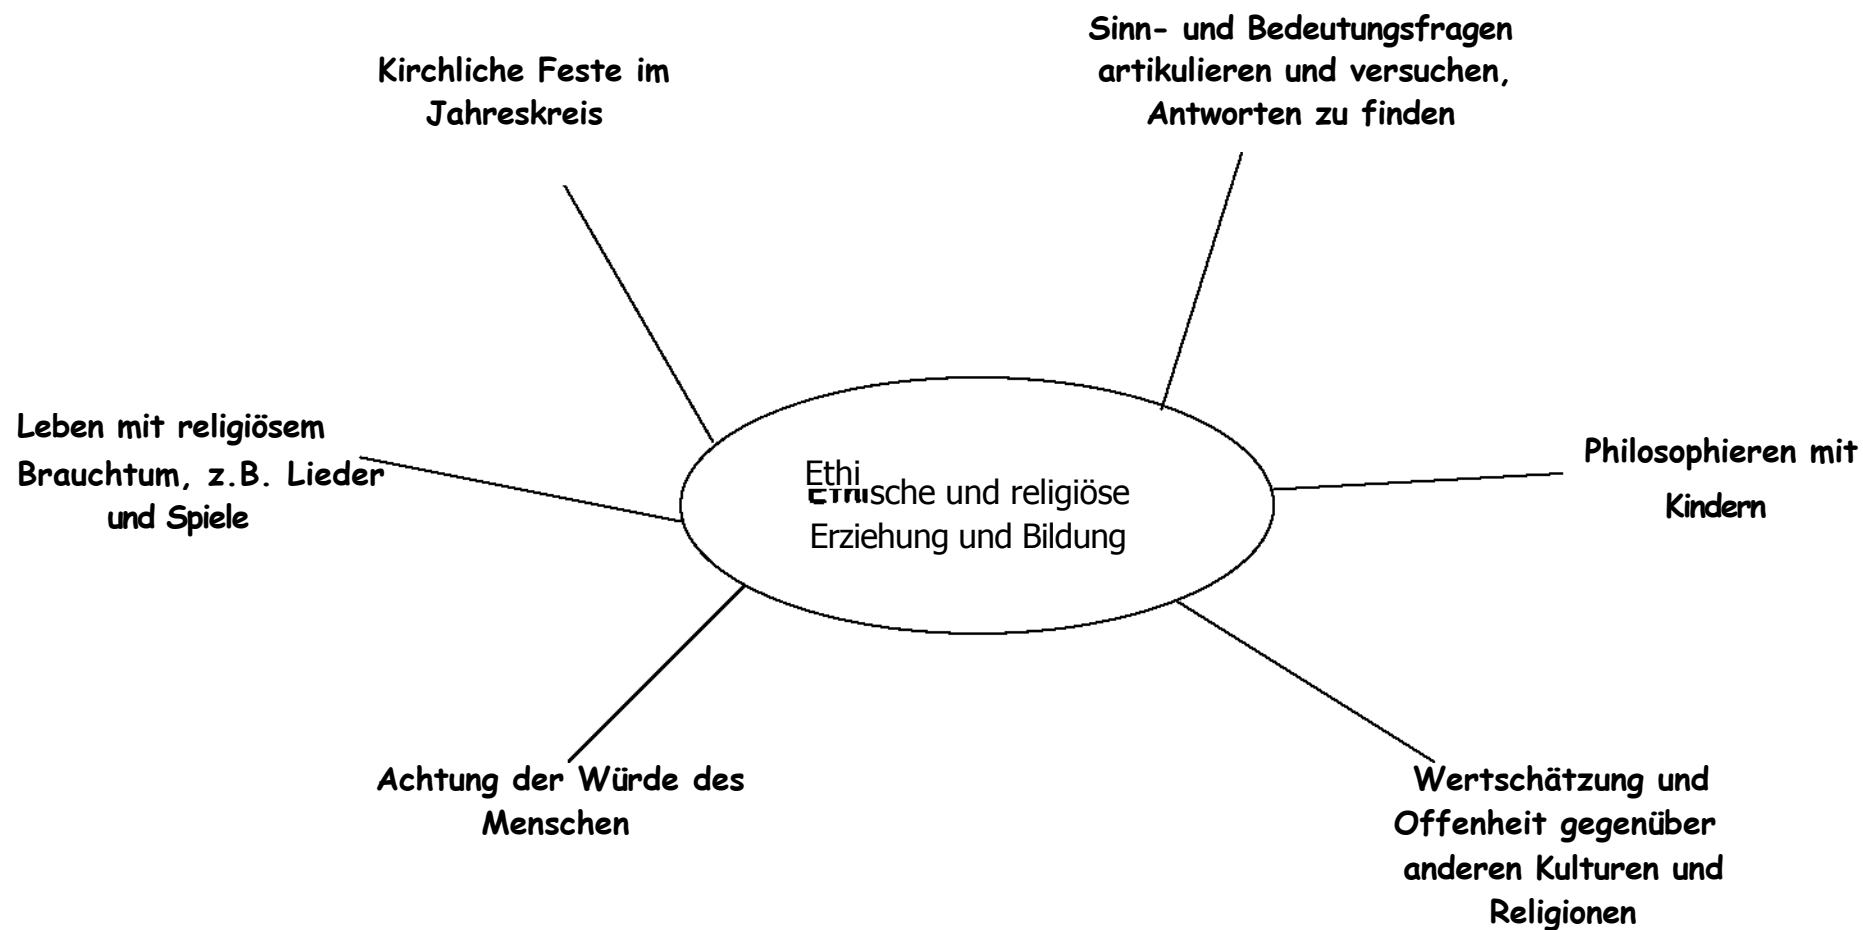 Sinn- und Bedeutungsfragen
artikulieren und versuchen,
Antworten zu finden
Kirchliche Feste im
Jahreskreis
Leben mit religiösem
Brauchtum, z.B. Lieder
und Spiele
Philosophieren mit
Kindern
Ethische und religiöse
Erziehung und Bildung
Achtung der Würde des
Menschen
Wertschätzung und
Offenheit gegenüber
anderen Kulturen und
Religionen